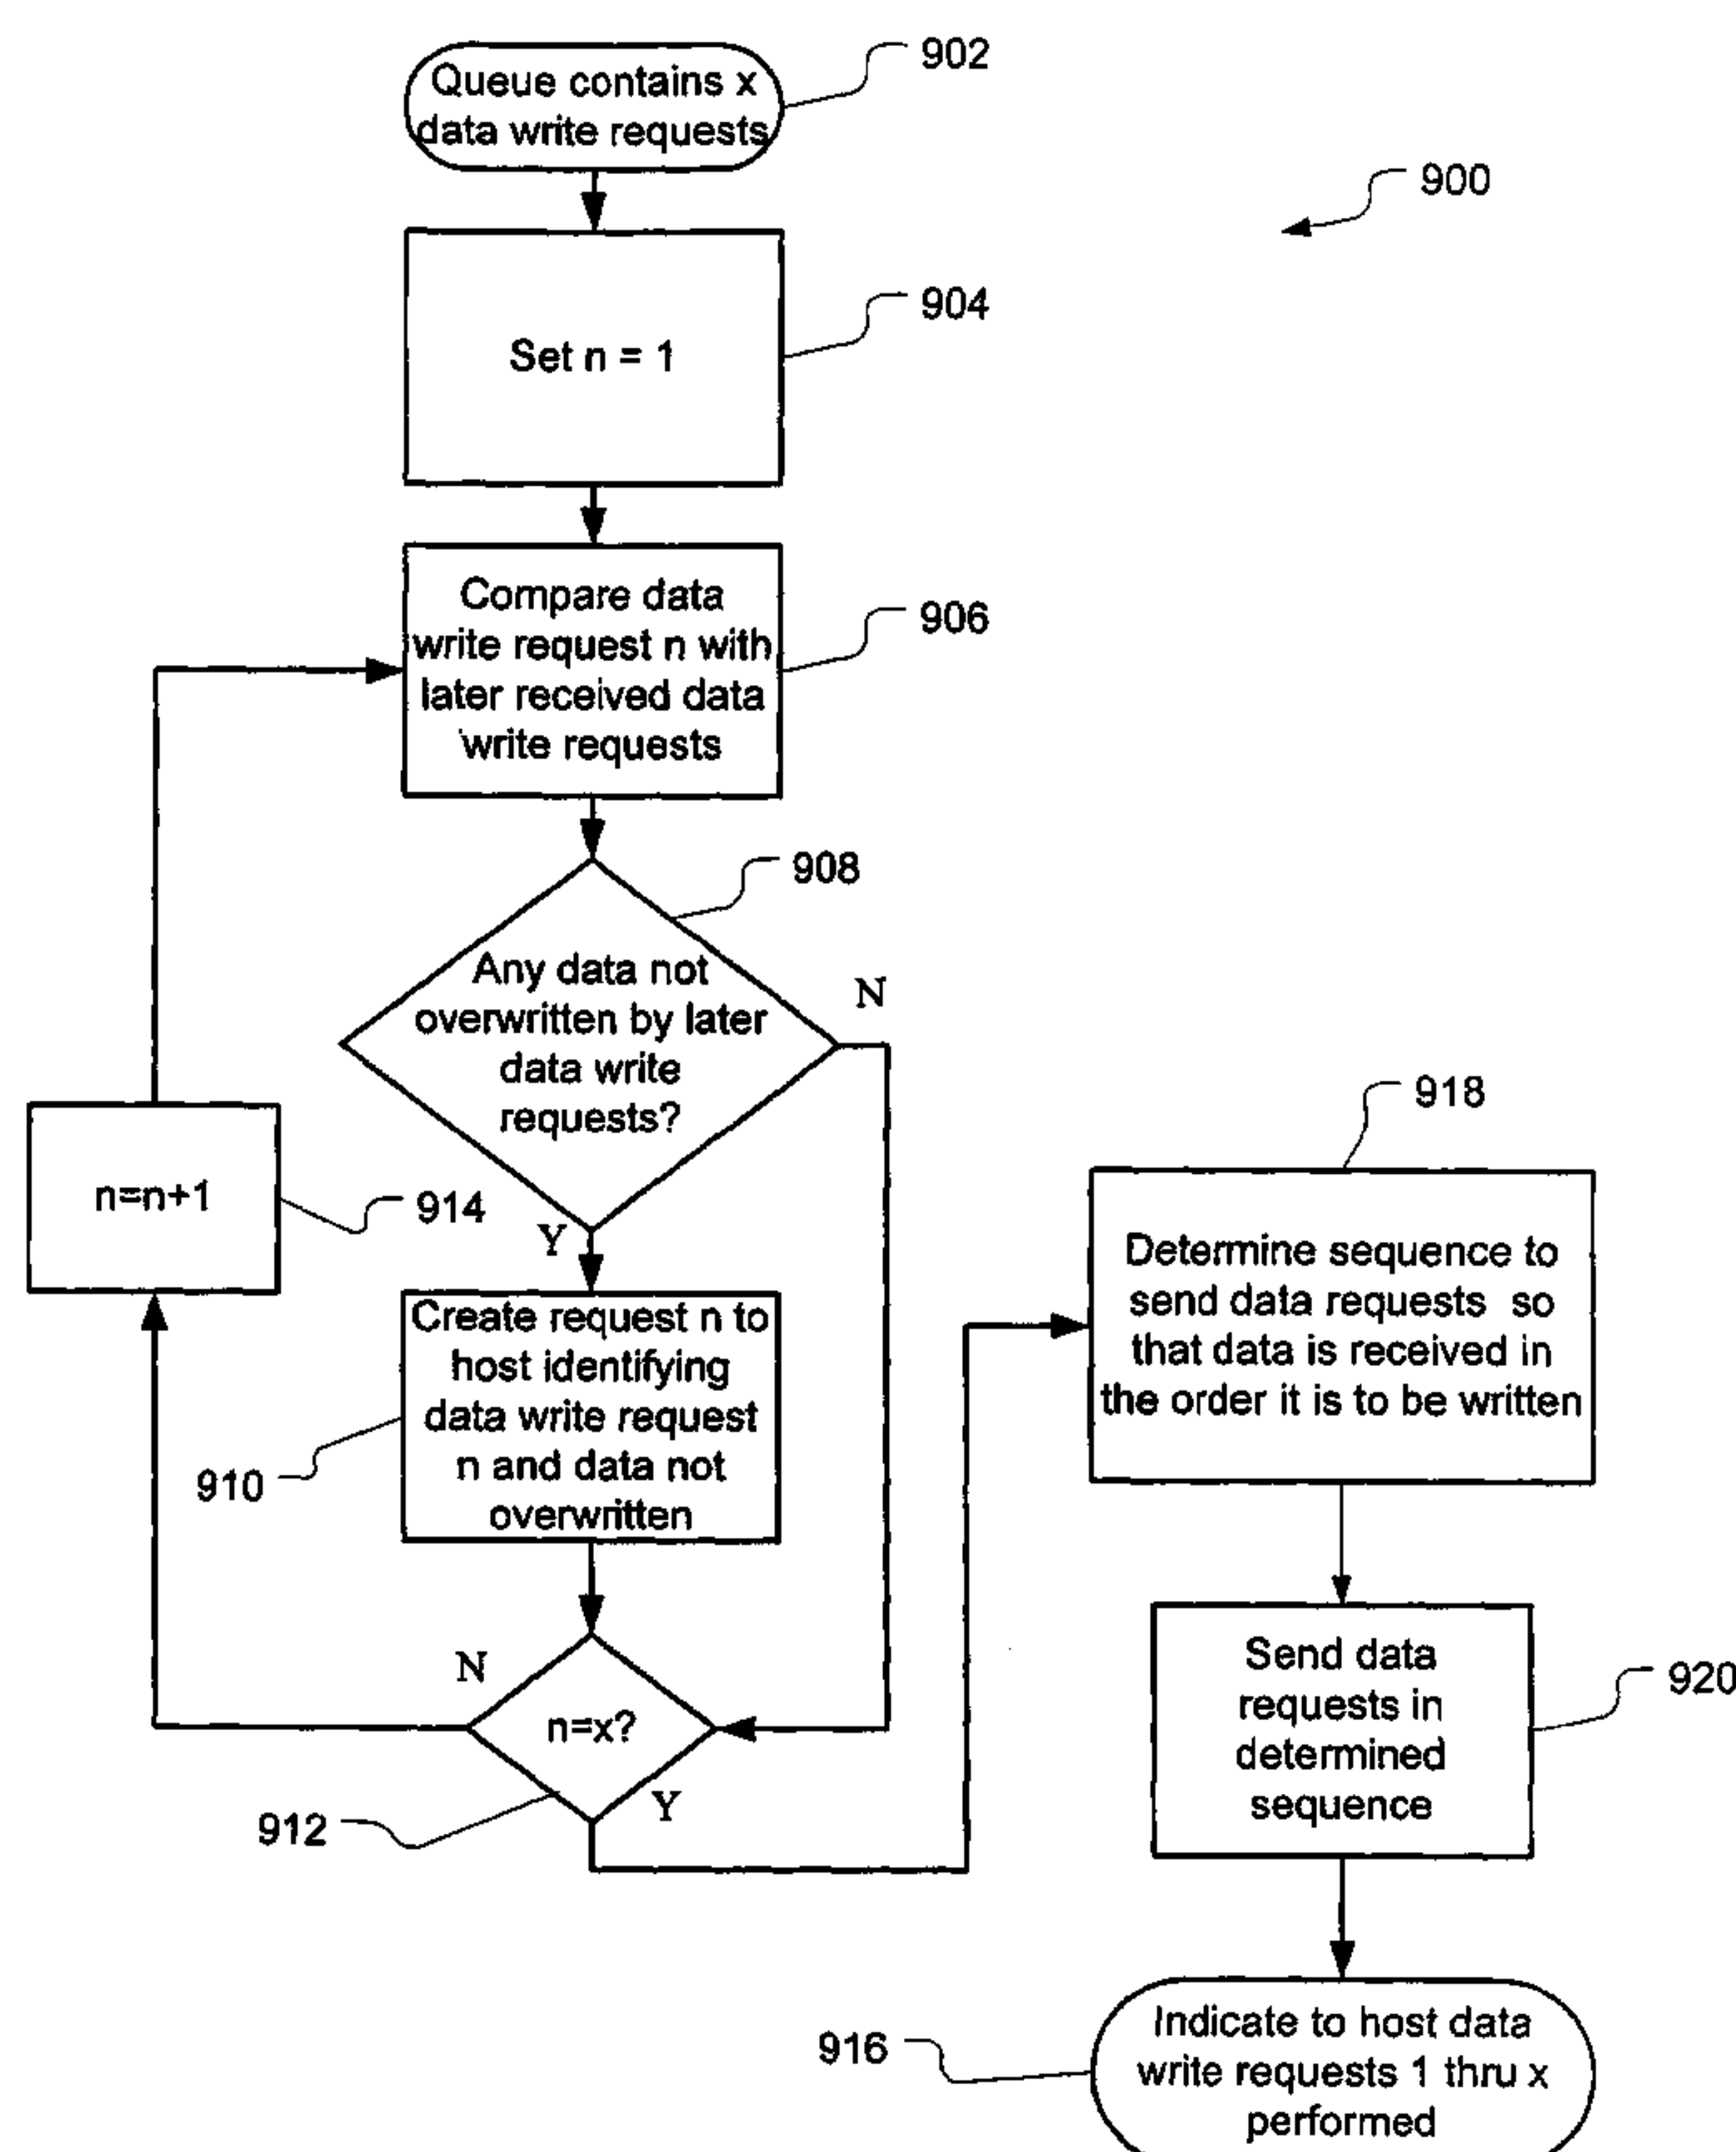 Queue contains x
data write requests
902
900
Set n = 1
904
Compare data
write request n with
later received data
write requests
906
908
Any data not
overwritten by later
data write
requests?
N
Y
n=n+1
914
Create request n to
host identifying
data write request
n and data not
overwritten
910
N
n=x?
Y
912
918
Determine sequence to
send data requests so
that data is received in
the order it is to be written
Send data
requests in
determined
sequence
920
Indicate to host data
write requests 1 thru x
performed
916